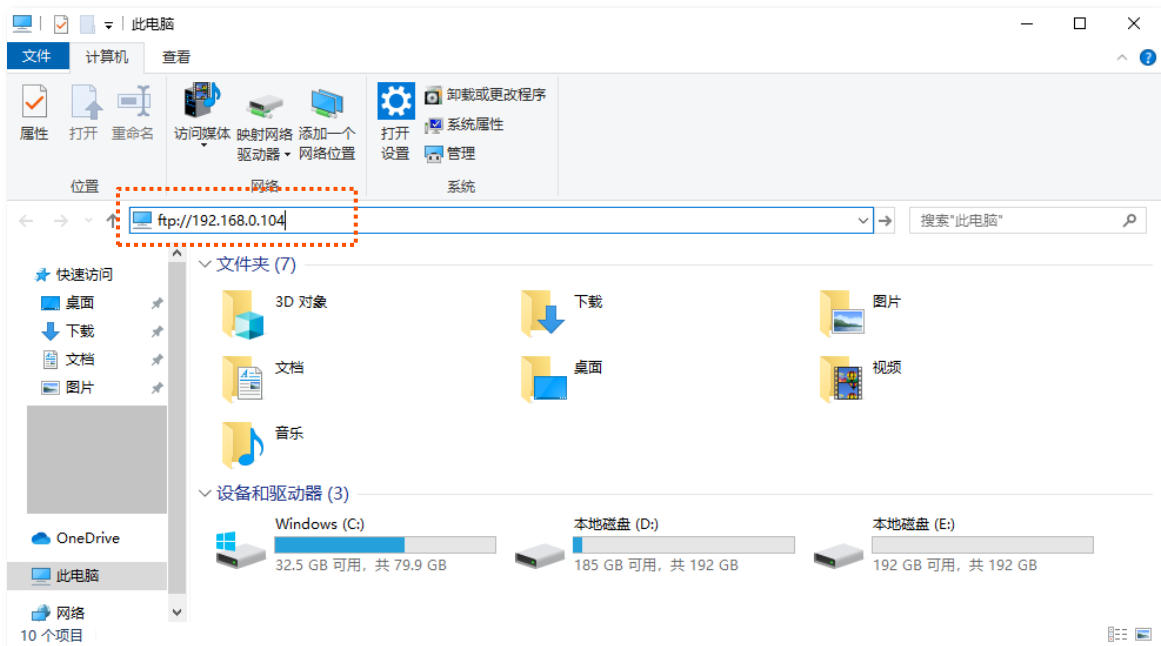 此电脑
文件 计算机 查看
属性 打开 重命名 访问媒体 映射网络驱动器 添加一个网络位置 打开设置 卸载或更改程序
系统属性
管理
位置 网络 系统
ftp://192.168.0.104 搜索"此电脑"
快速访问
桌面
下载
文档
图片
OneDrive
此电脑
网络
文件夹 (7)
3D 对象 下载 图片
文档 桌面 视频
音乐
设备和驱动器 (3)
Windows (C:) 本地磁盘 (D:) 本地磁盘 (E:)
32.5 GB 可用，共 79.9 GB 185 GB 可用，共 192 GB 192 GB 可用，共 192 GB
10 个项目